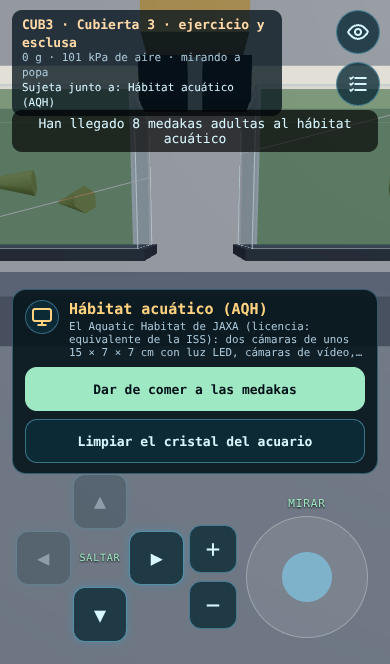 CUB3 · Cubierta 3 · ejercicio y
esclusa
0 g · 101 kPa de aire · mirando a
popa
Sujeta junto a: Hábitat acuático
(AQH)
Han llegado 8 medakas adultas al hábitat
acuático
Hábitat acuático (AQH)
El Aquatic Habitat de JAXA (licencia:
equivalente de la ISS): dos cámaras de unos
15 × 7 × 7 cm con luz LED, cámaras de vídeo,…
Dar de comer a las medakas
Limpiar el cristal del acuario
MIRAR
SALTAR
+
−